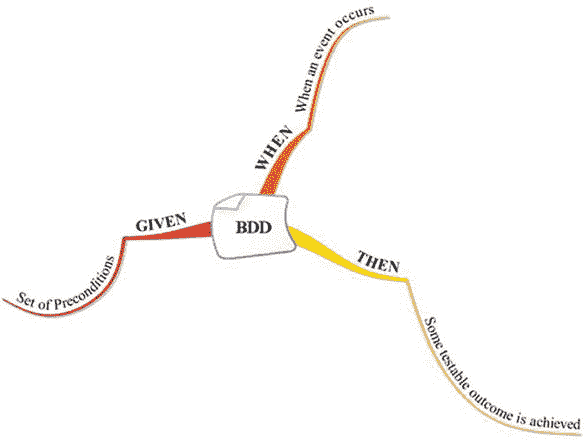 When an event occurs
WHEN
GIVEN
BDD
THEN
Set of Preconditions
Some testable outcome is achieved